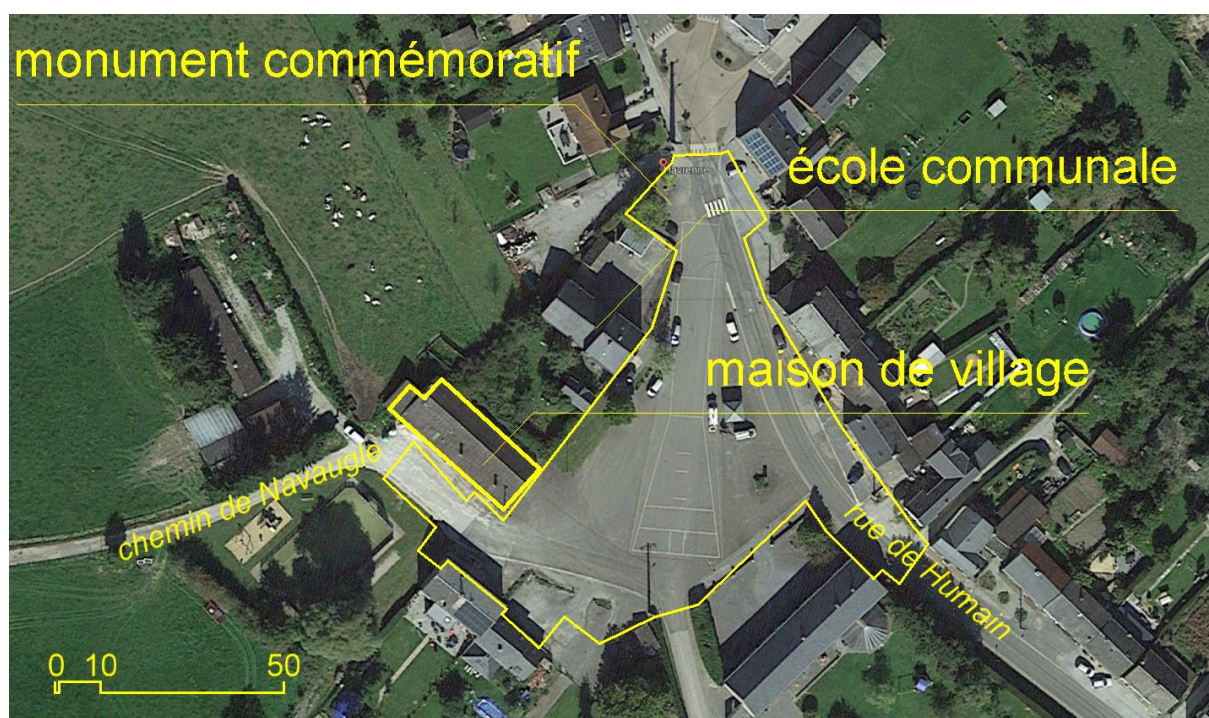 monument commémoratif
école communale
maison de village
chemin de Navaugle
rue de Humain
0 10 50